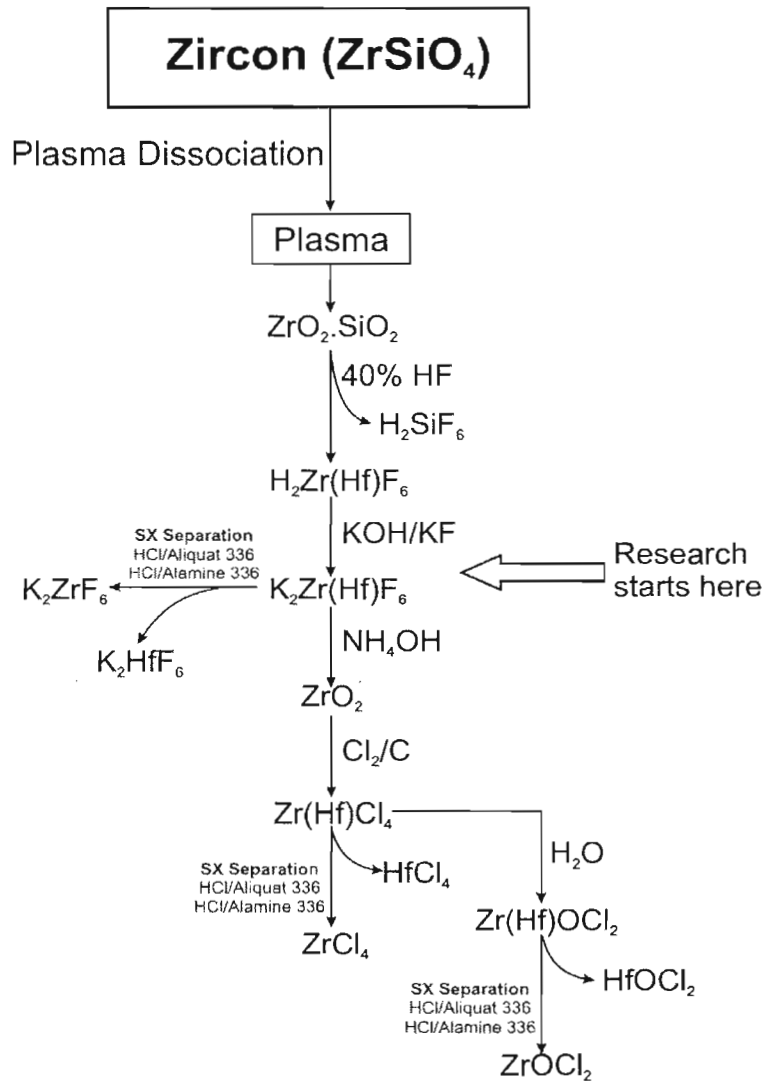 Zircon (ZrSiO₄)
Plasma Dissociation
Plasma
ZrO₂.SiO₂
40% HF
H₂SiF₆
H₂Zr(Hf)F₆
KOH/KF
SX Separation
HCl/Aliquat 336
HCl/Alamine 336
Research
starts here
K₂ZrF₆
K₂Zr(Hf)F₆
K₂HfF₆
NH₄OH
ZrO₂
Cl₂/C
Zr(Hf)Cl₄
SX Separation
HCl/Aliquat 336
HCl/Alamine 336
HfCl₄
H₂O
ZrCl₄
Zr(Hf)OCl₂
SX Separation
HCl/Aliquat 336
HCl/Alamine 336
HfOCl₂
ZrOCl₂